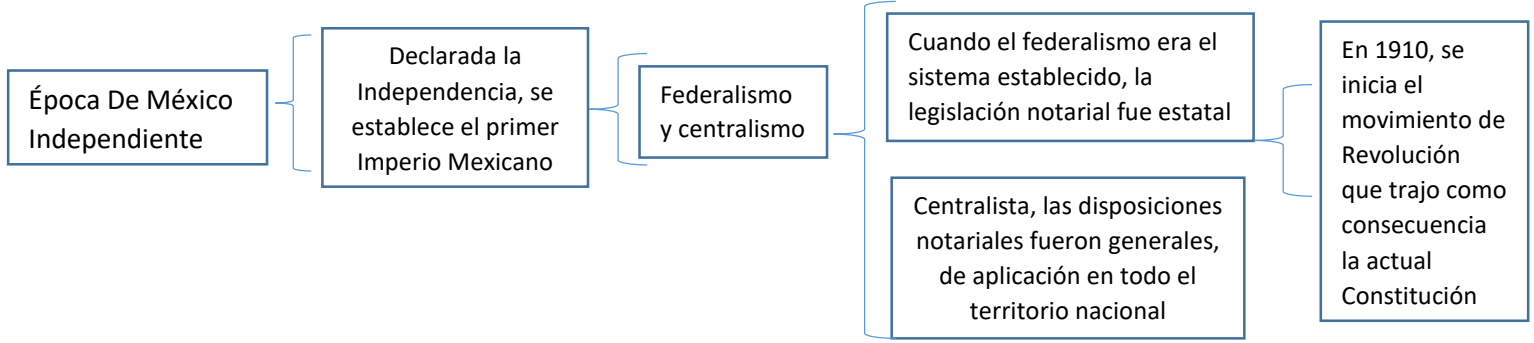 Época De México
Independiente
Declarada la
Independencia, se
establece el primer
Imperio Mexicano
Federalismo
y centralismo
Cuando el federalismo era el
sistema establecido, la
legislación notarial fue estatal
Centralista, las disposiciones
notariales fueron generales,
de aplicación en todo el
territorio nacional
En 1910, se
inicia el
movimiento de
Revolución
que trajo como
consecuencia
la actual
Constitución